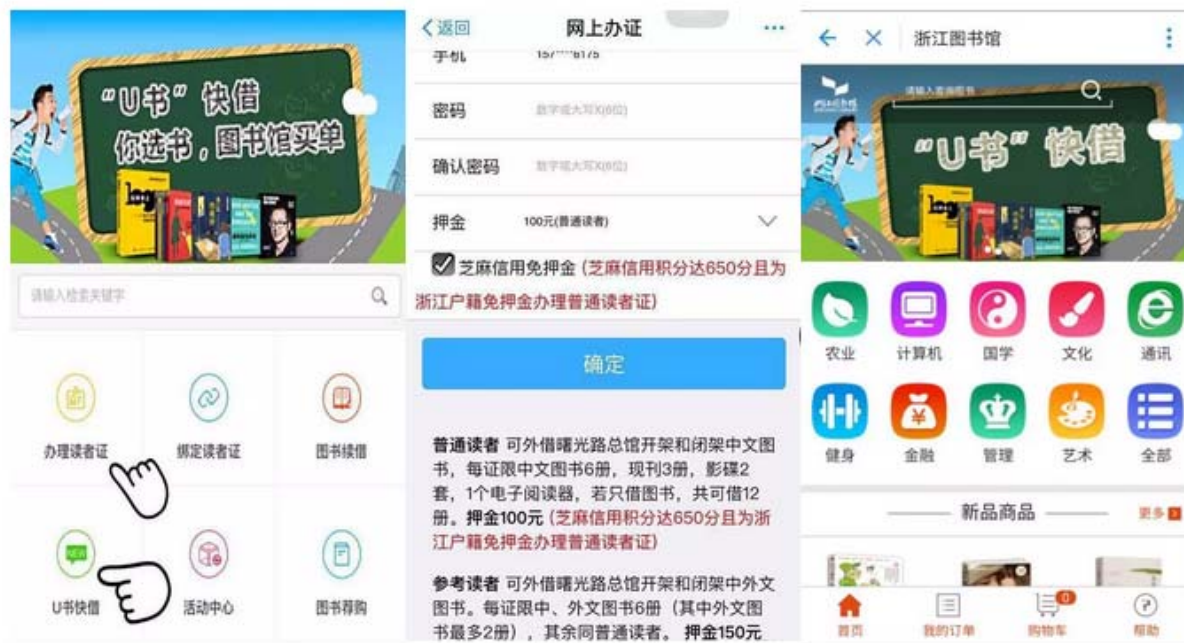 “U书”快借
你选书，图书馆买单
请输入检索关键字
办理读者证
绑定读者证
图书续借
NEW
U书快借
活动中心
图书荐购
返回
网上办证
手机
157****6175
密码
数字或大写X(6位)
确认密码
数字或大写X(6位)
押金
100元(普通读者)
芝麻信用免押金 (芝麻信用积分达650分且为
浙江户籍免押金办理普通读者证)
确定
普通读者 可外借曙光路总馆开架和闭架中文图
书，每证限中文图书6册，现刊3册，影碟2
套，1个电子阅读器，若只借图书，共可借12
册。押金100元 (芝麻信用积分达650分且为浙
江户籍免押金办理普通读者证)
参考读者 可外借曙光路总馆开架和闭架中外文
图书。每证限中、外文图书6册（其中外文图
书最多2册），其余同普通读者。 押金150元
浙江图书馆
“U书”快借
农业
计算机
国学
文化
通讯
健身
金融
管理
艺术
全部
新品商品
更多
首页
我的订单
0
购物车
帮助